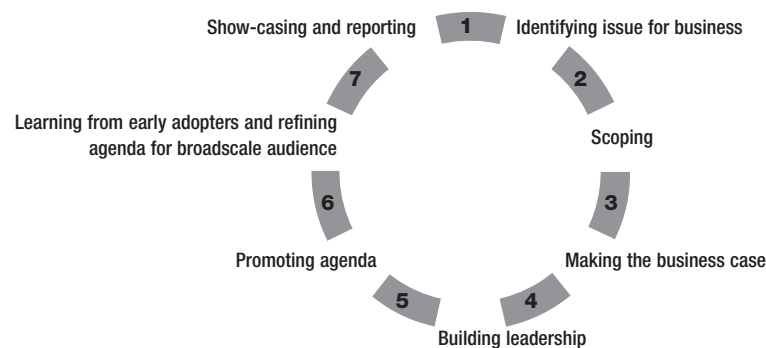 1
Identifying issue for business
2
Scoping
3
Making the business case
4
Building leadership
5
Promoting agenda
6
Learning from early adopters and refining
agenda for broadscale audience
7
Show-casing and reporting